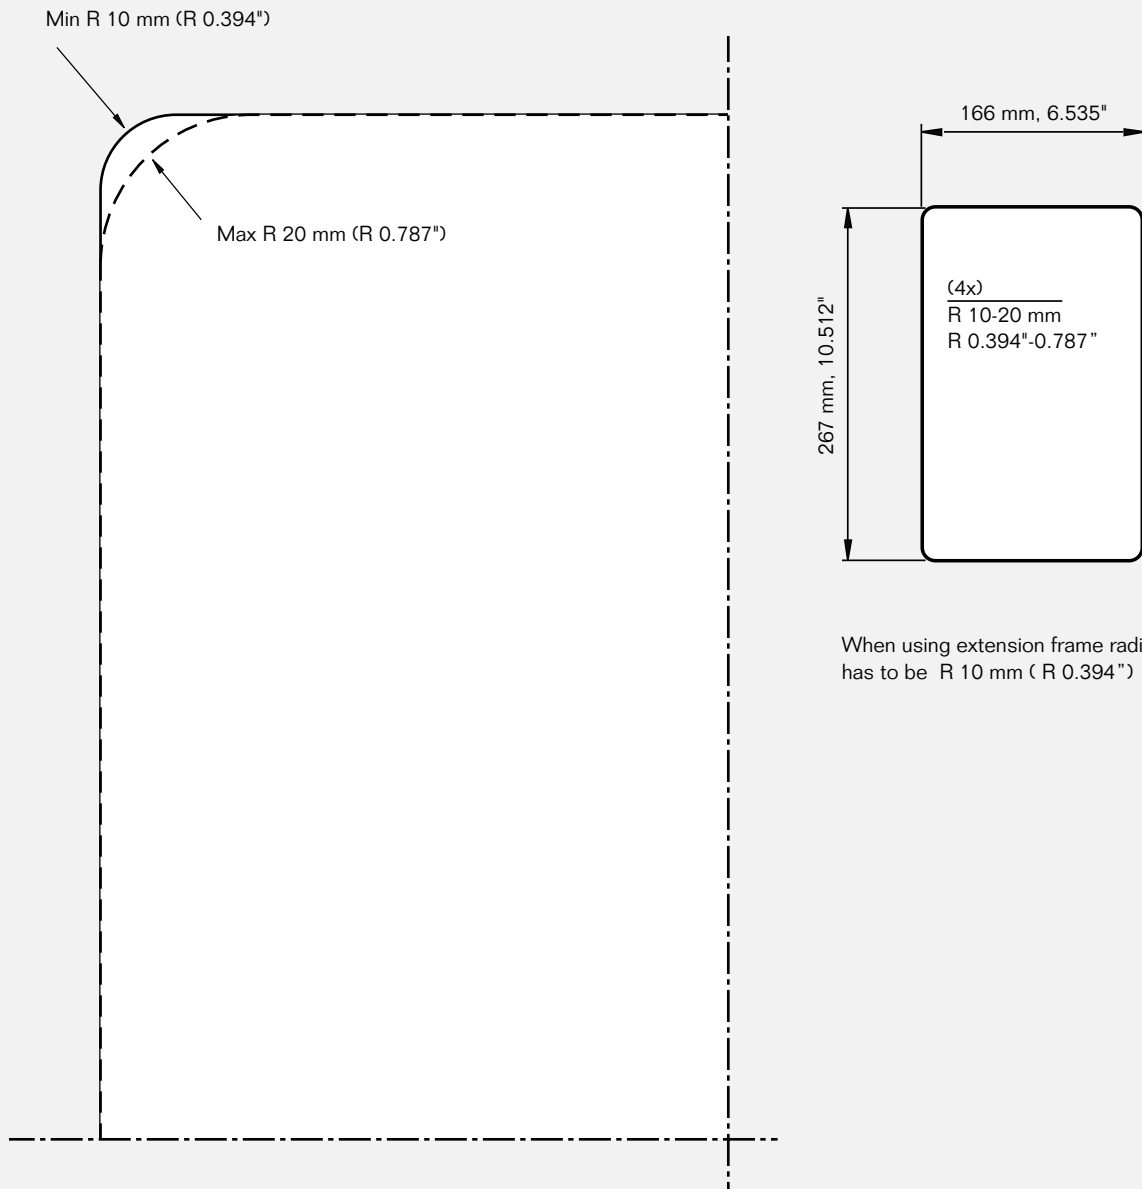 Min R 10 mm (R 0.394")
166 mm, 6.535"
Max R 20 mm (R 0.787")
(4x)
R 10-20 mm
R 0.394"-0.787”
267 mm, 10.512"
When using extension frame radi
has to be  R 10 mm ( R 0.394”)